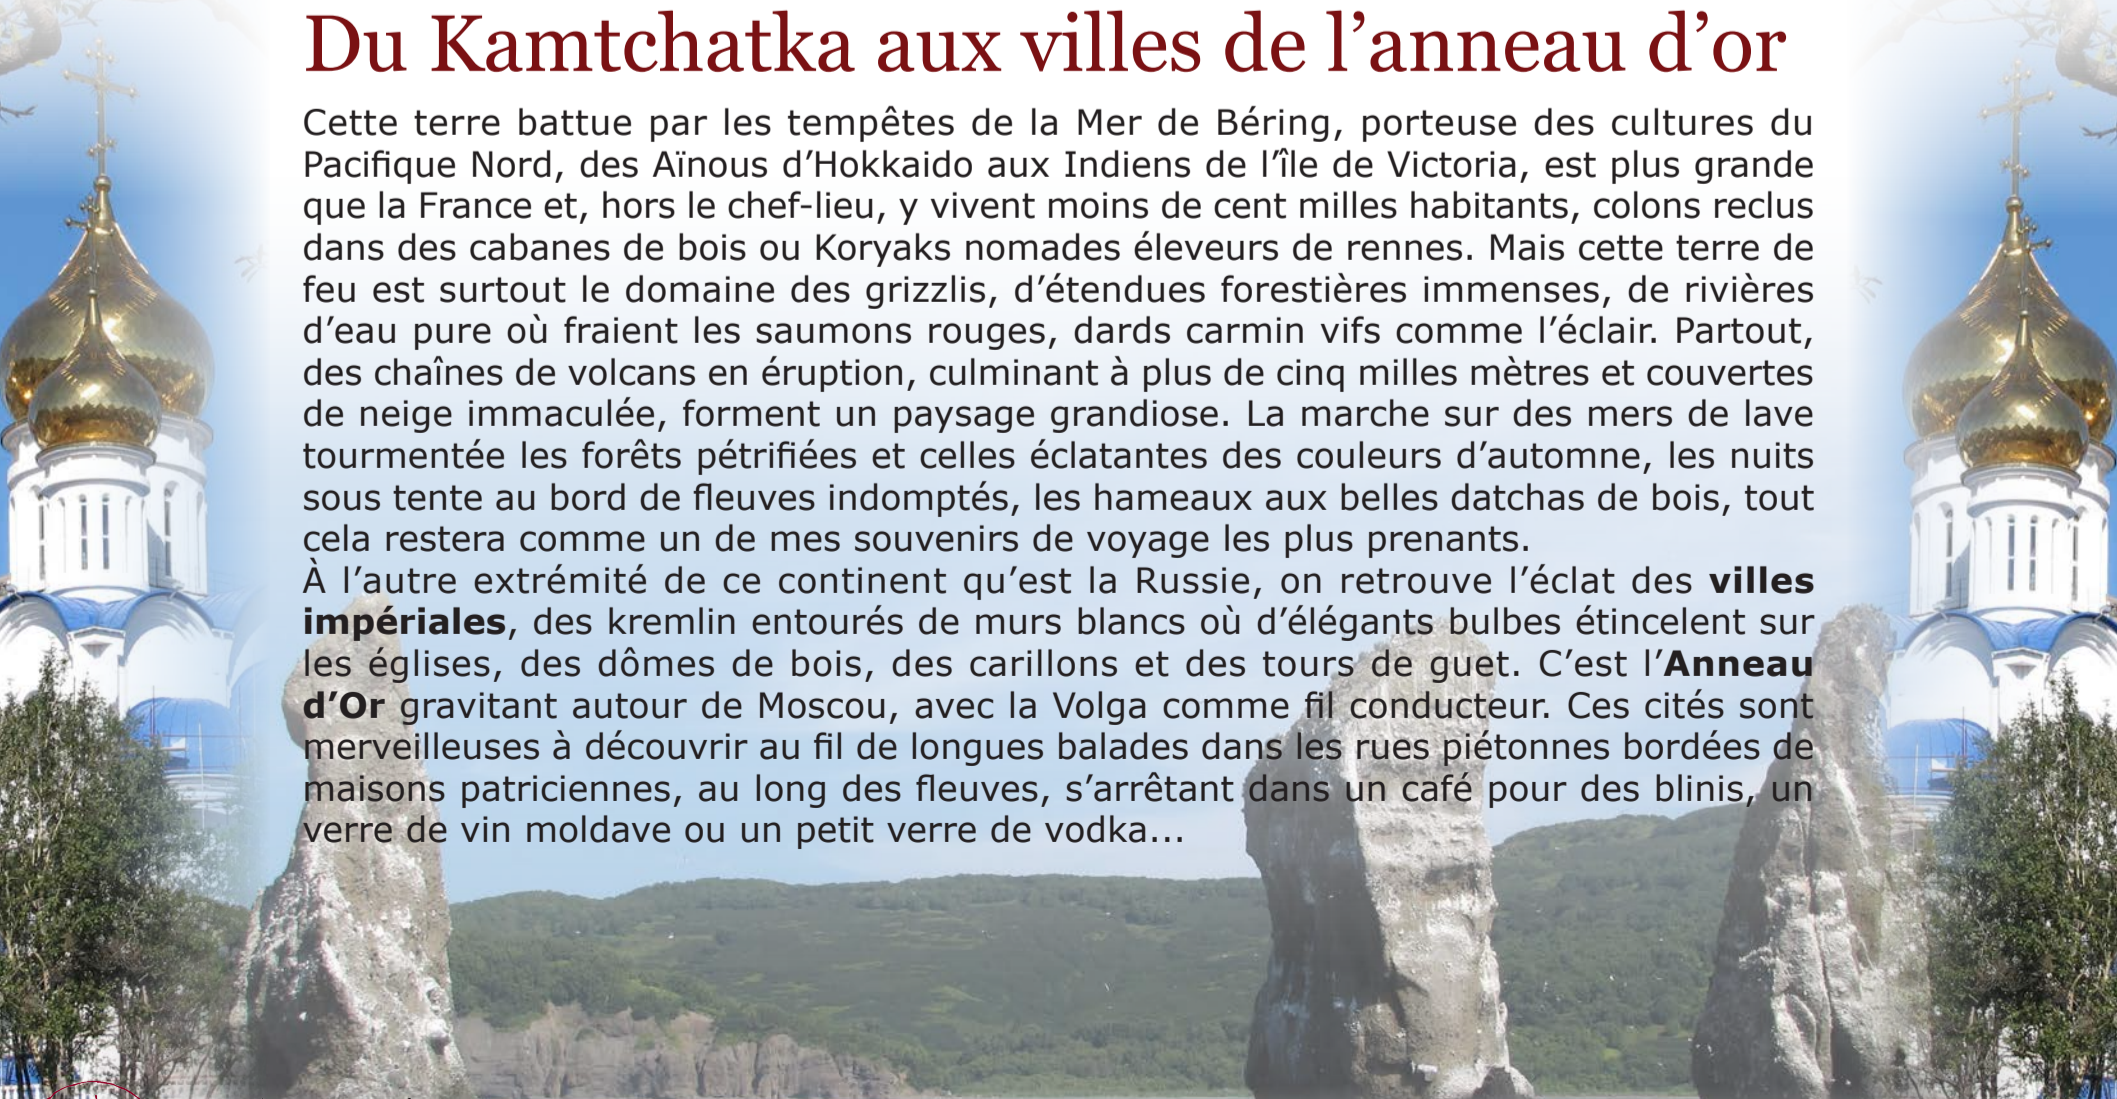 Du Kamtchatka aux villes de l’anneau d’or
Cette terre battue par les tempêtes de la Mer de Béring, porteuse des cultures du
Pacifique Nord, des Aïnous d’Hokkaido aux Indiens de l’île de Victoria, est plus grande
que la France et, hors le chef-lieu, y vivent moins de cent milles habitants, colons reclus
dans des cabanes de bois ou Koryaks nomades éleveurs de rennes. Mais cette terre de
feu est surtout le domaine des grizzlis, d’étendues forestières immenses, de rivières
d’eau pure où fraient les saumons rouges, dards carmin vifs comme l’éclair. Partout,
des chaînes de volcans en éruption, culminant à plus de cinq milles mètres et couvertes
de neige immaculée, forment un paysage grandiose. La marche sur des mers de lave
tourmentée les forêts pétrifiées et celles éclatantes des couleurs d’automne, les nuits
sous tente au bord de fleuves indomptés, les hameaux aux belles datchas de bois, tout
cela restera comme un de mes souvenirs de voyage les plus prenants.
À l’autre extrémité de ce continent qu’est la Russie, on retrouve l’éclat des villes
impériales, des kremlin entourés de murs blancs où d’élégants bulbes étincelent sur
les églises, des dômes de bois, des carillons et des tours de guet. C’est l’Anneau
d’Or gravitant autour de Moscou, avec la Volga comme fil conducteur. Ces cités sont
merveilleuses à découvrir au fil de longues balades dans les rues piétonnes bordées de
maisons patriciennes, au long des fleuves, s’arrêtant dans un café pour des blinis, un
verre de vin moldave ou un petit verre de vodka...